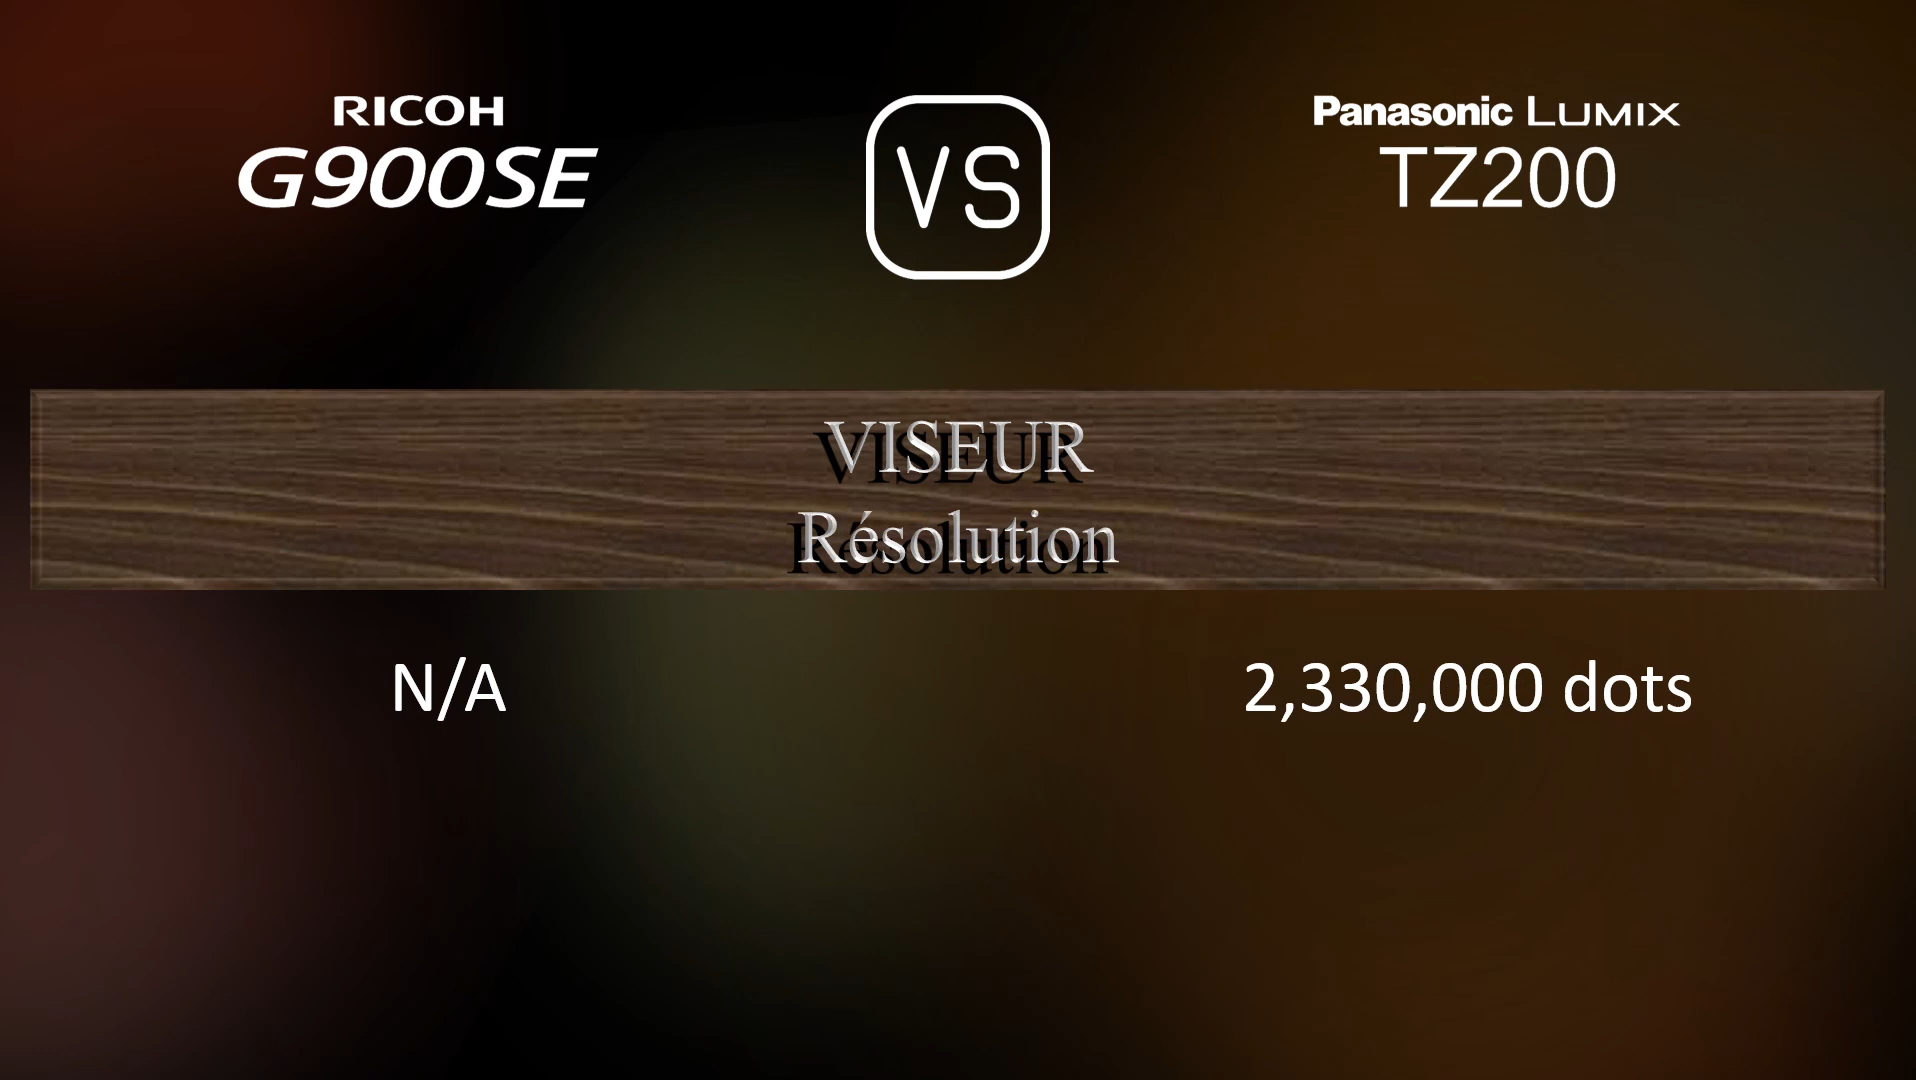 RICOH
G900SE
VS
Panasonic LUMIX
TZ200
VISEUR
Résolution
N/A
2,330,000 dots